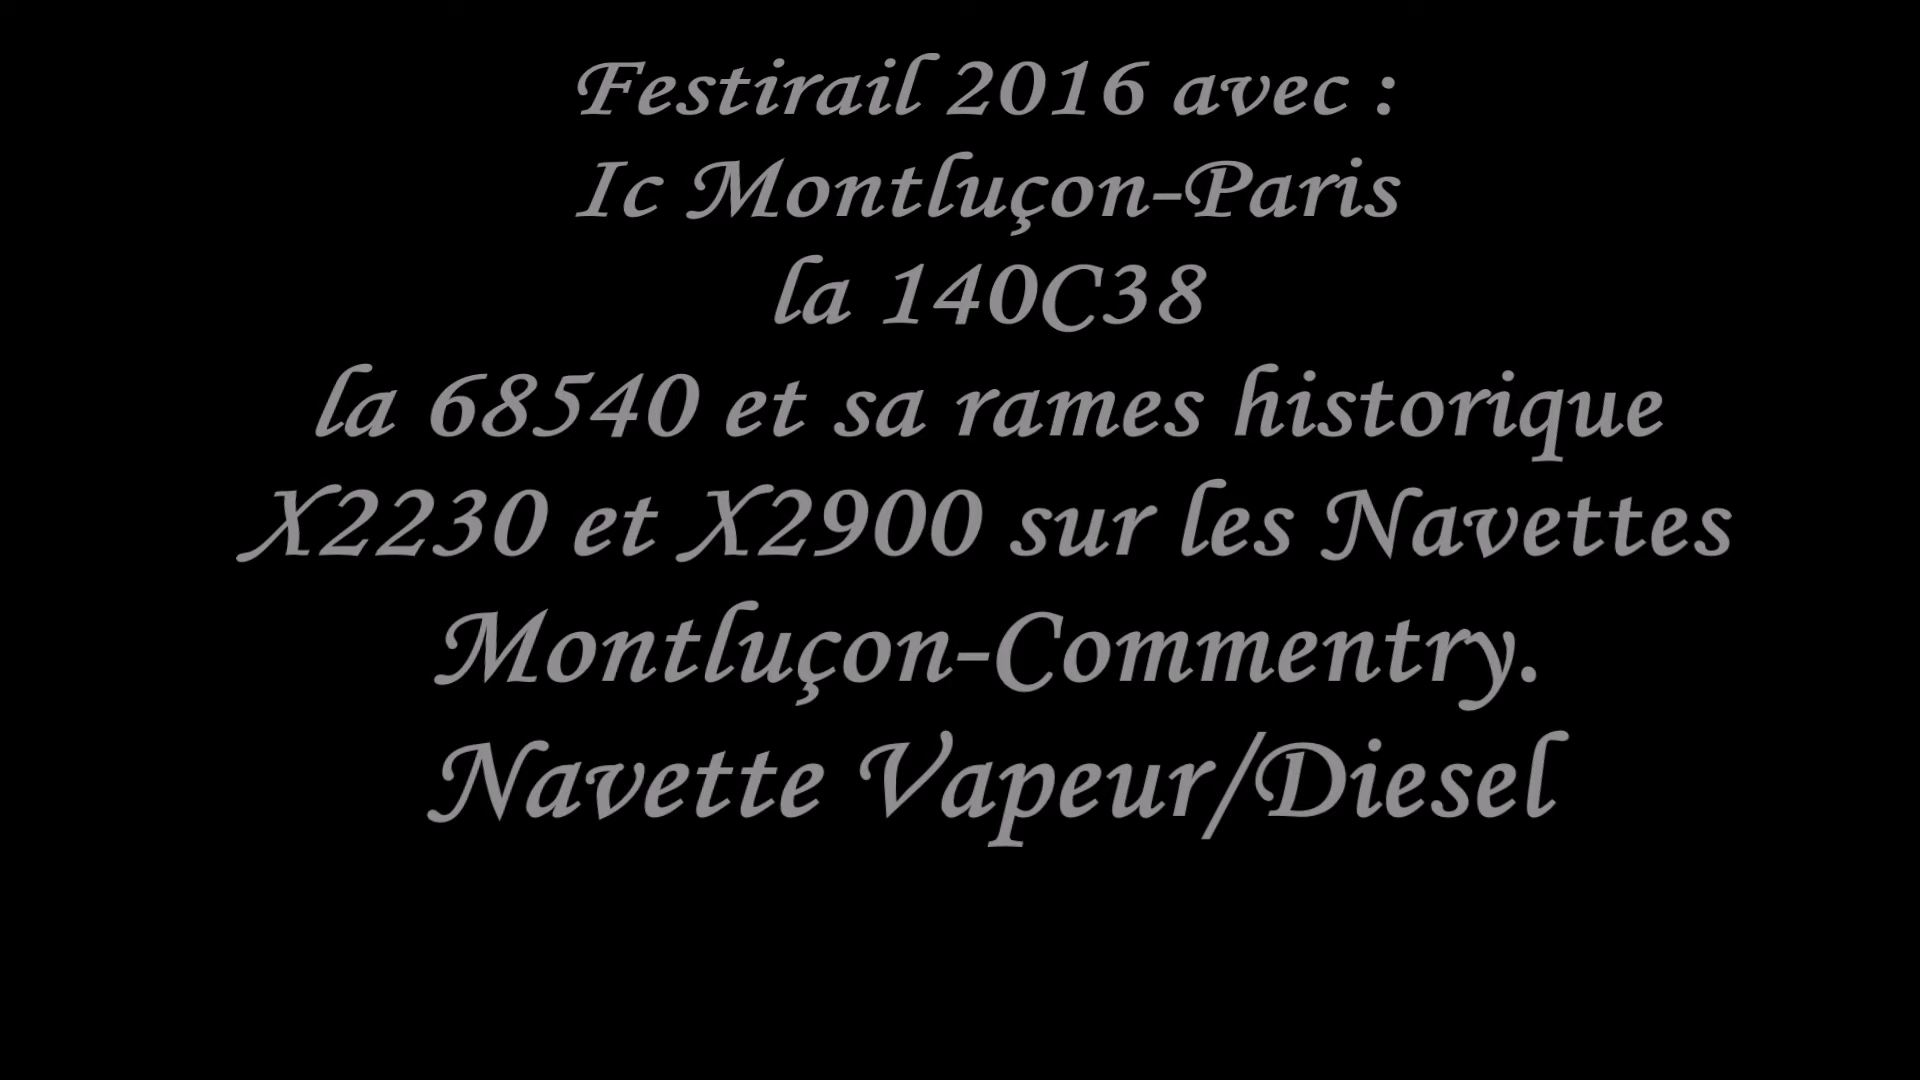 Festirail 2016 avec :
Ic Montluçon-Paris
la 140C38
la 68540 et sa rames historique
X2230 et X2900 sur les Navettes
Montluçon-Commentry.
Navette Vapeur/Diesel